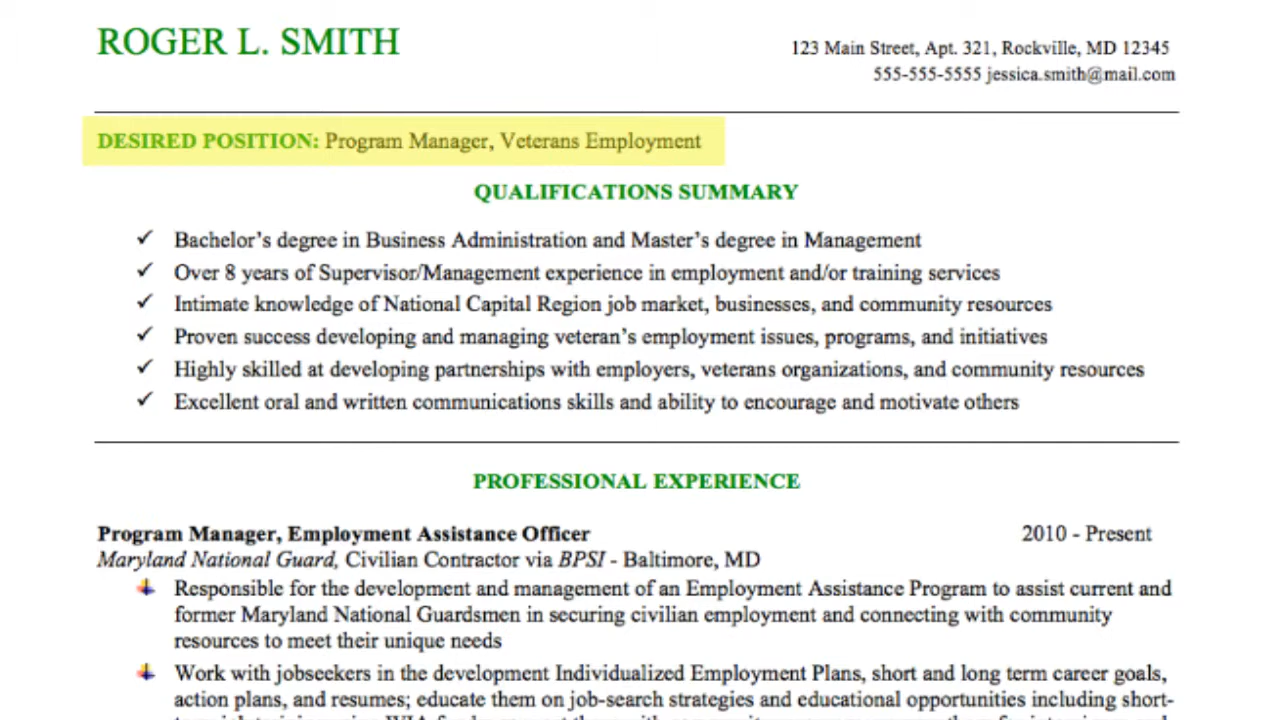 ROGER L. SMITH
123 Main Street, Apt. 321, Rockville, MD 12345
555-555-5555 jessica.smith@mail.com
DESIRED POSITION: Program Manager, Veterans Employment
QUALIFICATIONS SUMMARY
✓ Bachelor's degree in Business Administration and Master's degree in Management
✓ Over 8 years of Supervisor/Management experience in employment and/or training services
✓ Intimate knowledge of National Capital Region job market, businesses, and community resources
✓ Proven success developing and managing veteran's employment issues, programs, and initiatives
✓ Highly skilled at developing partnerships with employers, veterans organizations, and community resources
✓ Excellent oral and written communications skills and ability to encourage and motivate others
PROFESSIONAL EXPERIENCE
Program Manager, Employment Assistance Officer 2010 - Present
Maryland National Guard, Civilian Contractor via BPSI - Baltimore, MD
Responsible for the development and management of an Employment Assistance Program to assist current and
former Maryland National Guardsmen in securing civilian employment and connecting with community
resources to meet their unique needs
Work with jobseekers in the development Individualized Employment Plans, short and long term career goals,
action plans, and resumes; educate them on job-search strategies and educational opportunities including short-